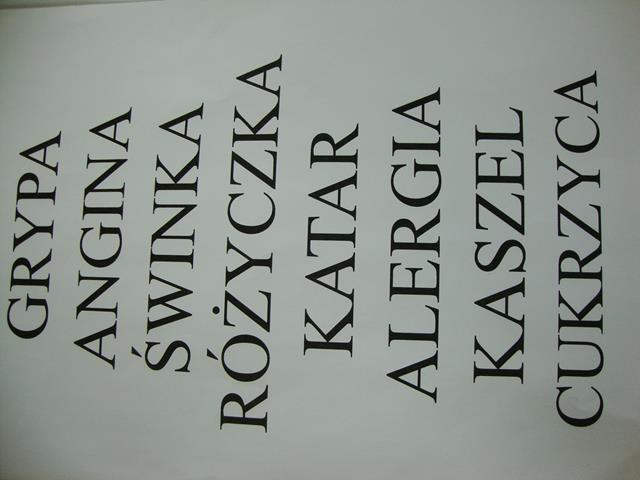 GRYPA
ANGINA
ŚWINKA
RÓŻYCZKA
KATAR
ALERGIA
KASZEL
CUKRZYCA